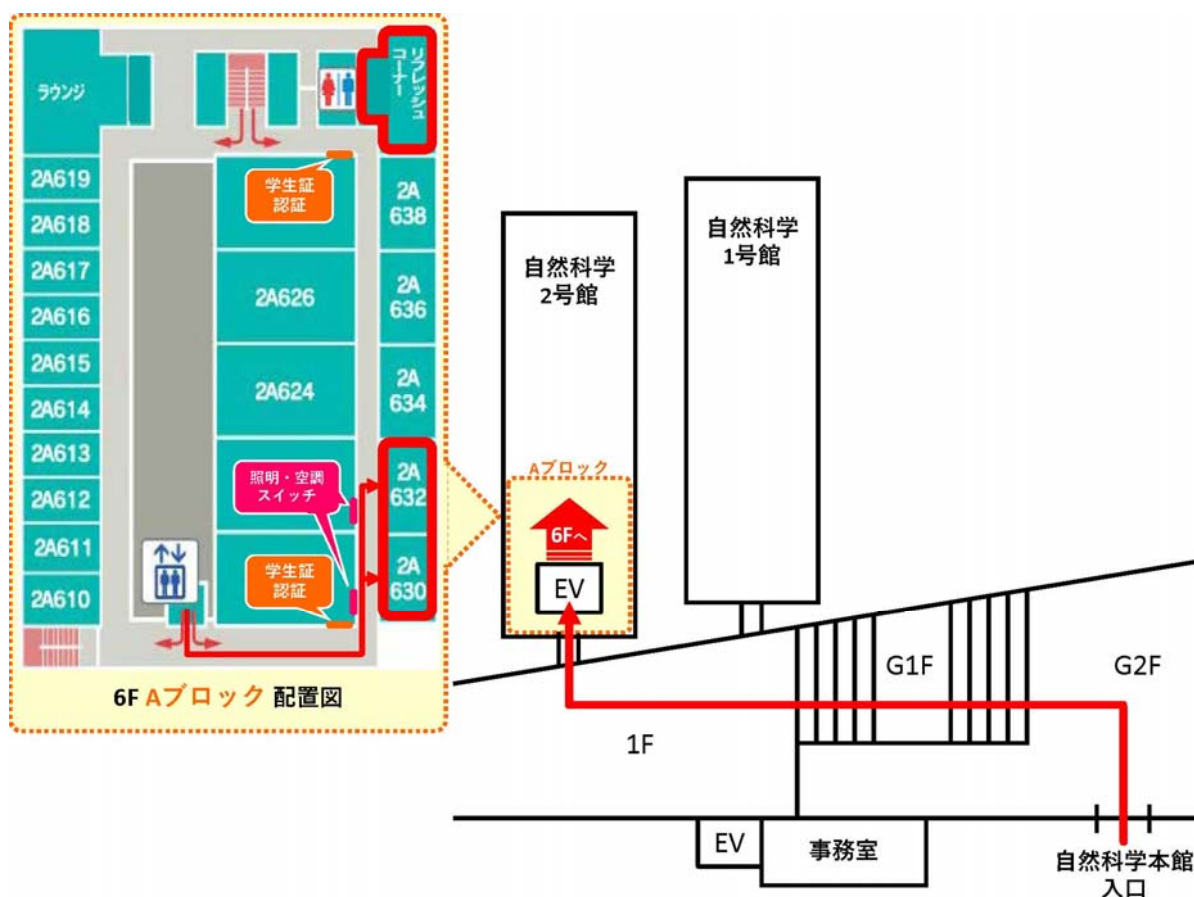 ラウンジ
リフレッシュ
コーナー
2A619
2A618
2A617
2A616
2A615
2A614
2A613
2A612
2A611
2A610
学生証
認証
2A626
2A624
照明・空調
スイッチ
学生証
認証
2A
638
2A
636
2A
634
2A
632
2A
630
6F Aブロック 配置図
自然科学
2号館
自然科学
1号館
Aブロック
6Fへ
EV
G1F
G2F
1F
EV
事務室
自然科学本館
入口